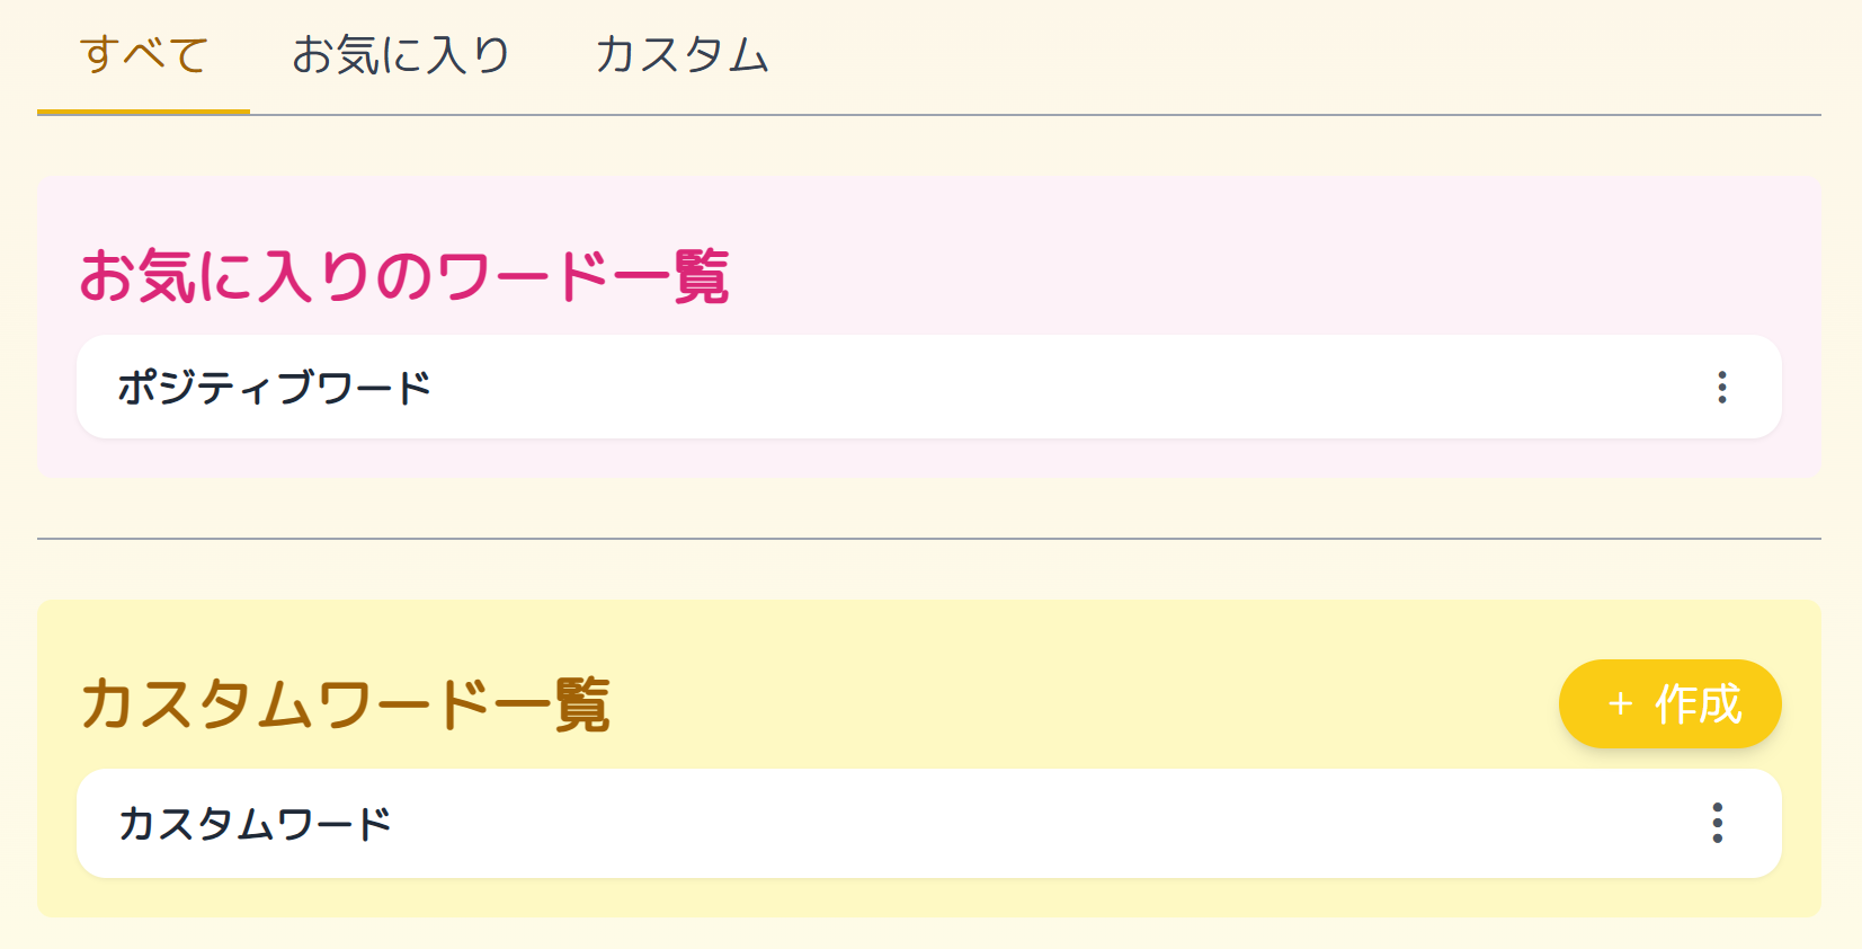 すべて お気に入り カスタム
お気に入りのワード一覧
ポジティブワード
カスタムワード一覧
+ 作成
カスタムワード